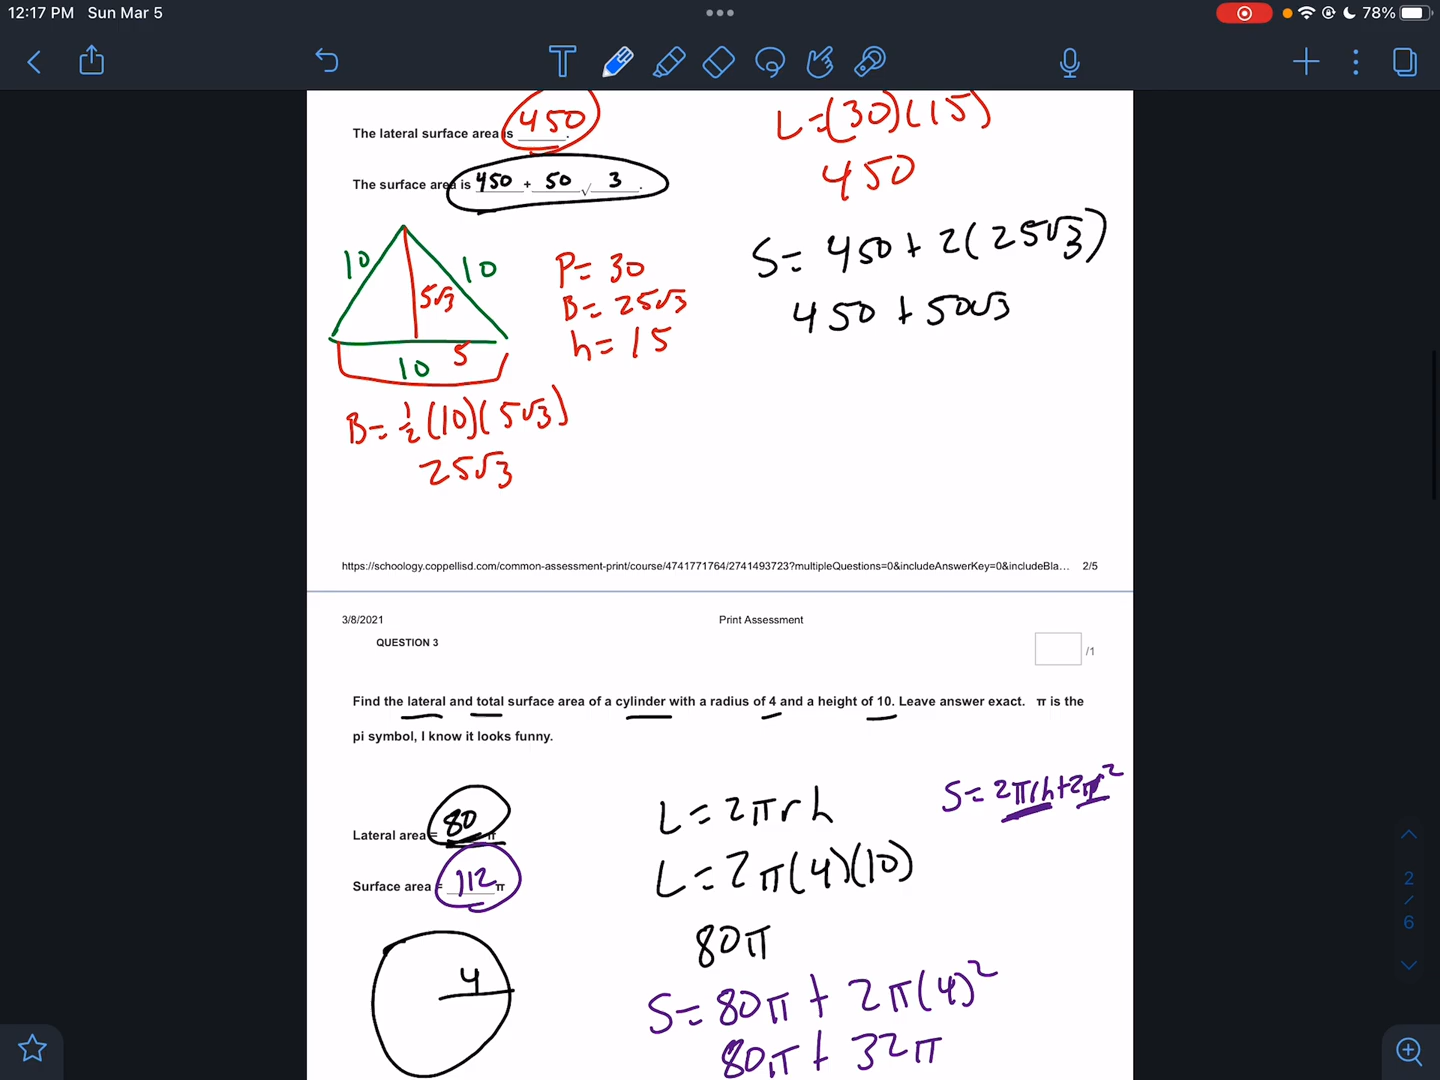 12:17 PM Sun Mar 5
78%
The lateral surface area is 450.
L=(30)(15)
450
The surface area is 450 + 50 √ 3.
S= 450 + 2(25√3)
450 + 50√3
10
10
5√3
5
10
P= 30
B= 25√3
h= 15
B= 1/2 (10)(5√3)
25√3
https://schoology.coppellisd.com/common-assessment-print/course/4741771764/2741493723?multipleQuestions=0&includeAnswerKey=0&includeBla… 2/5
3/8/2021 Print Assessment
QUESTION 3
/1
Find the lateral and total surface area of a cylinder with a radius of 4 and a height of 10. Leave answer exact. π is the
pi symbol, I know it looks funny.
S= 2πrh+2πr²
Lateral area = 80 π
L=2πrh
Surface area = 112 π
L=2π(4)(10)
80π
4
S=80π + 2π(4)²
80π + 32π
2
/
6